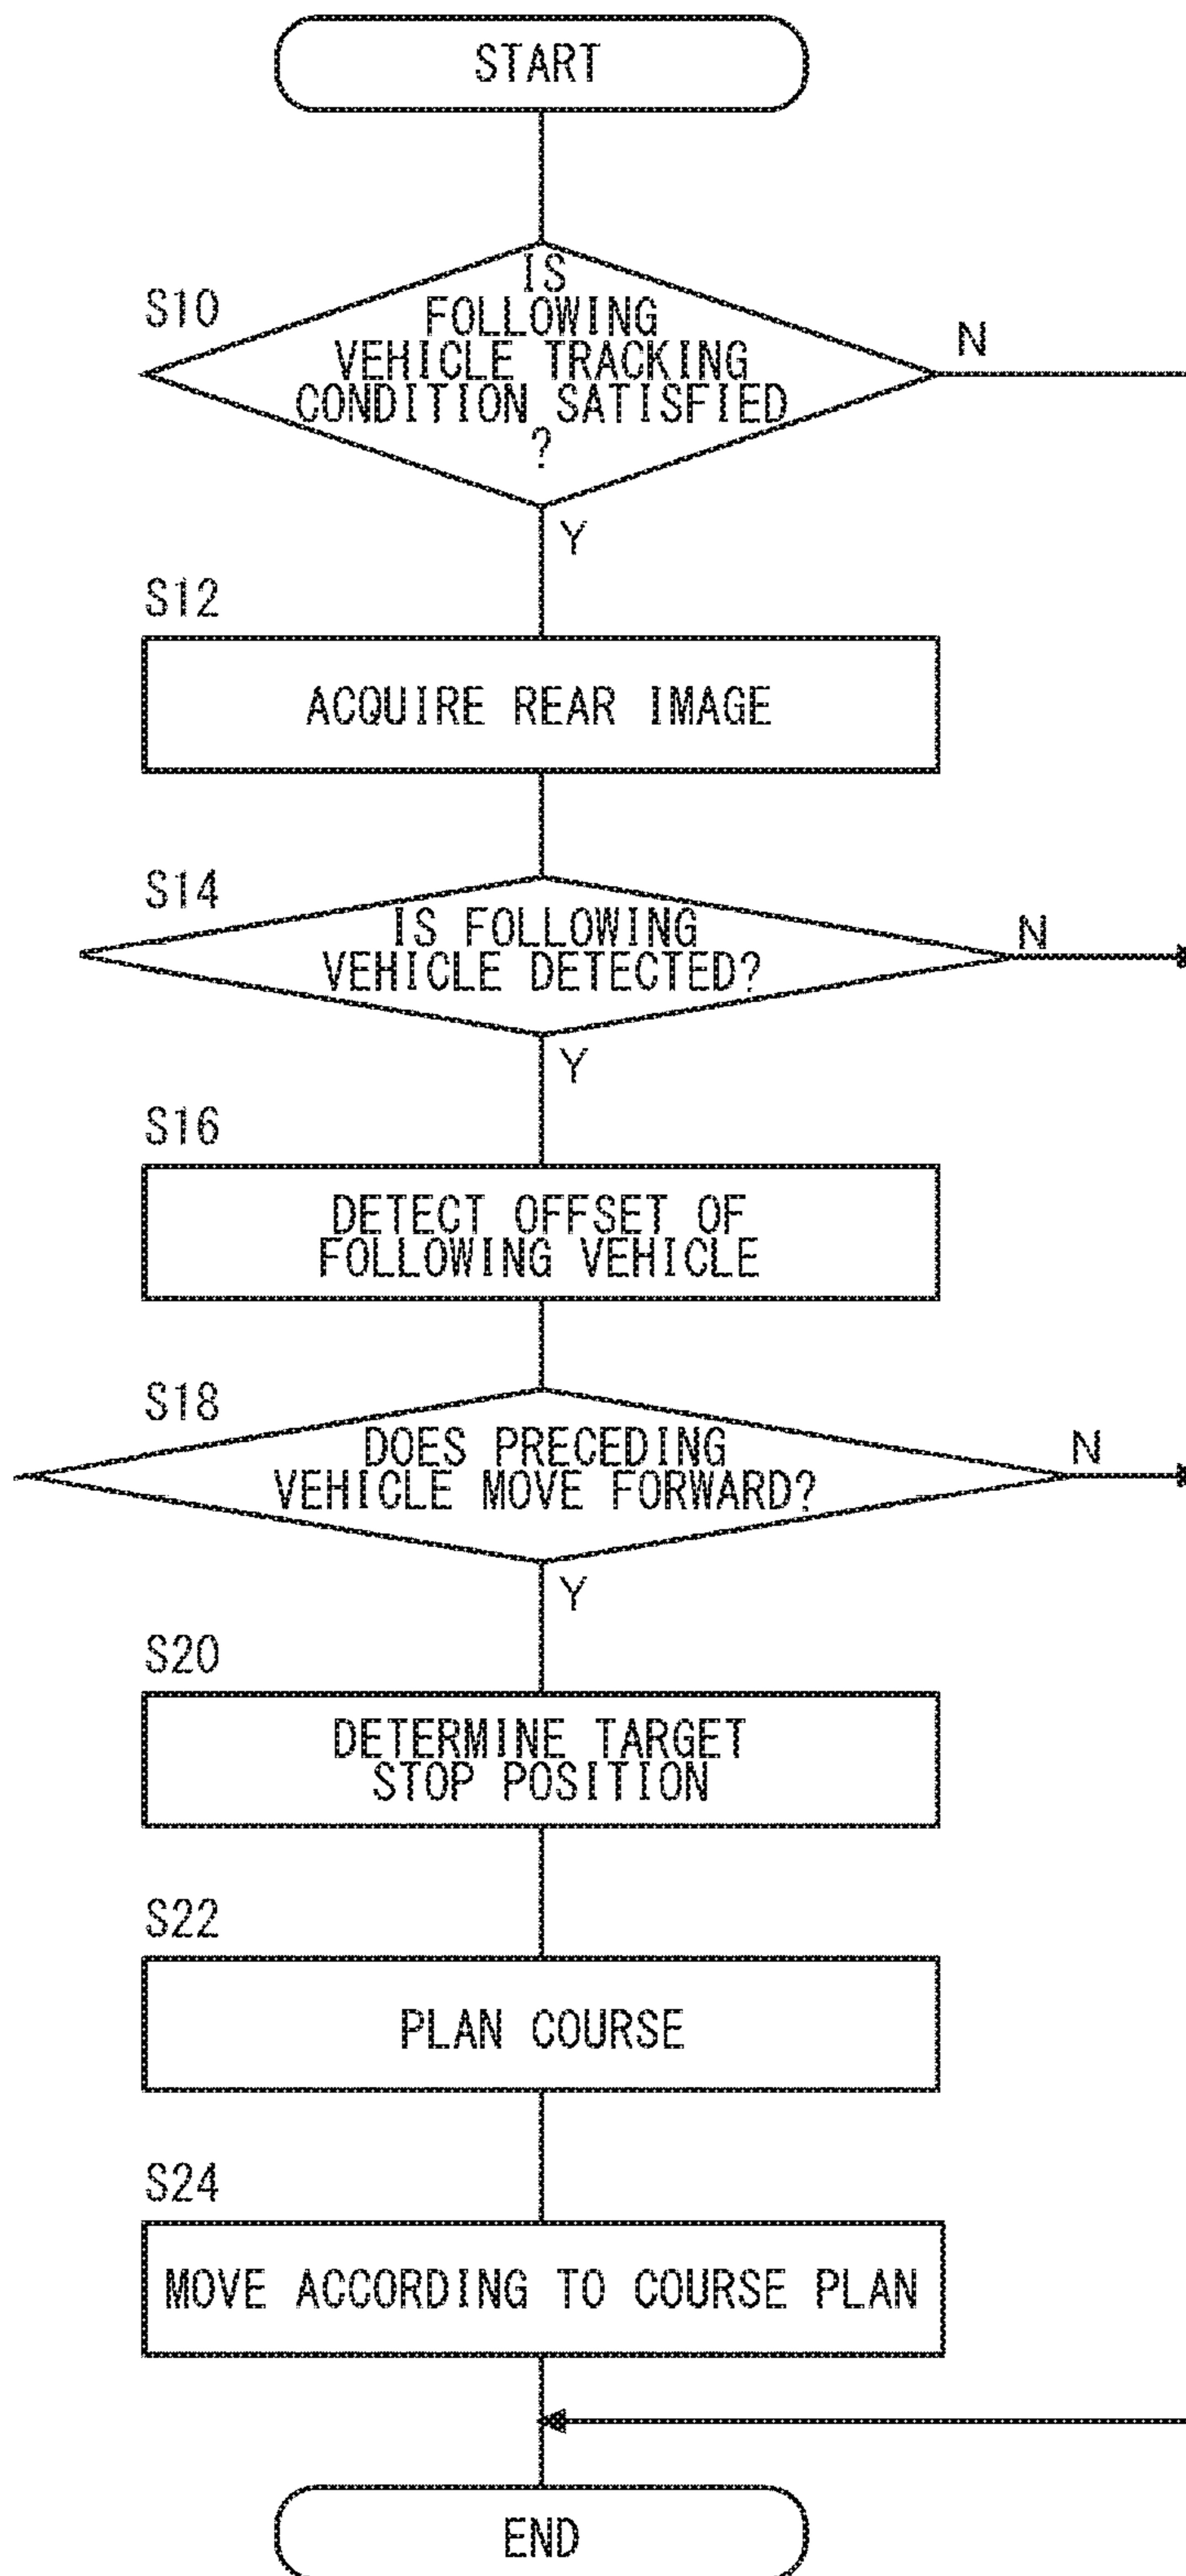 START
S10
IS
FOLLOWING
VEHICLE TRACKING
CONDITION SATISFIED
?
N
Y
S12
ACQUIRE REAR IMAGE
S14
IS FOLLOWING
VEHICLE DETECTED?
N
Y
S16
DETECT OFFSET OF
FOLLOWING VEHICLE
S18
DOES PRECEDING
VEHICLE MOVE FORWARD?
N
Y
S20
DETERMINE TARGET
STOP POSITION
S22
PLAN COURSE
S24
MOVE ACCORDING TO COURSE PLAN
END